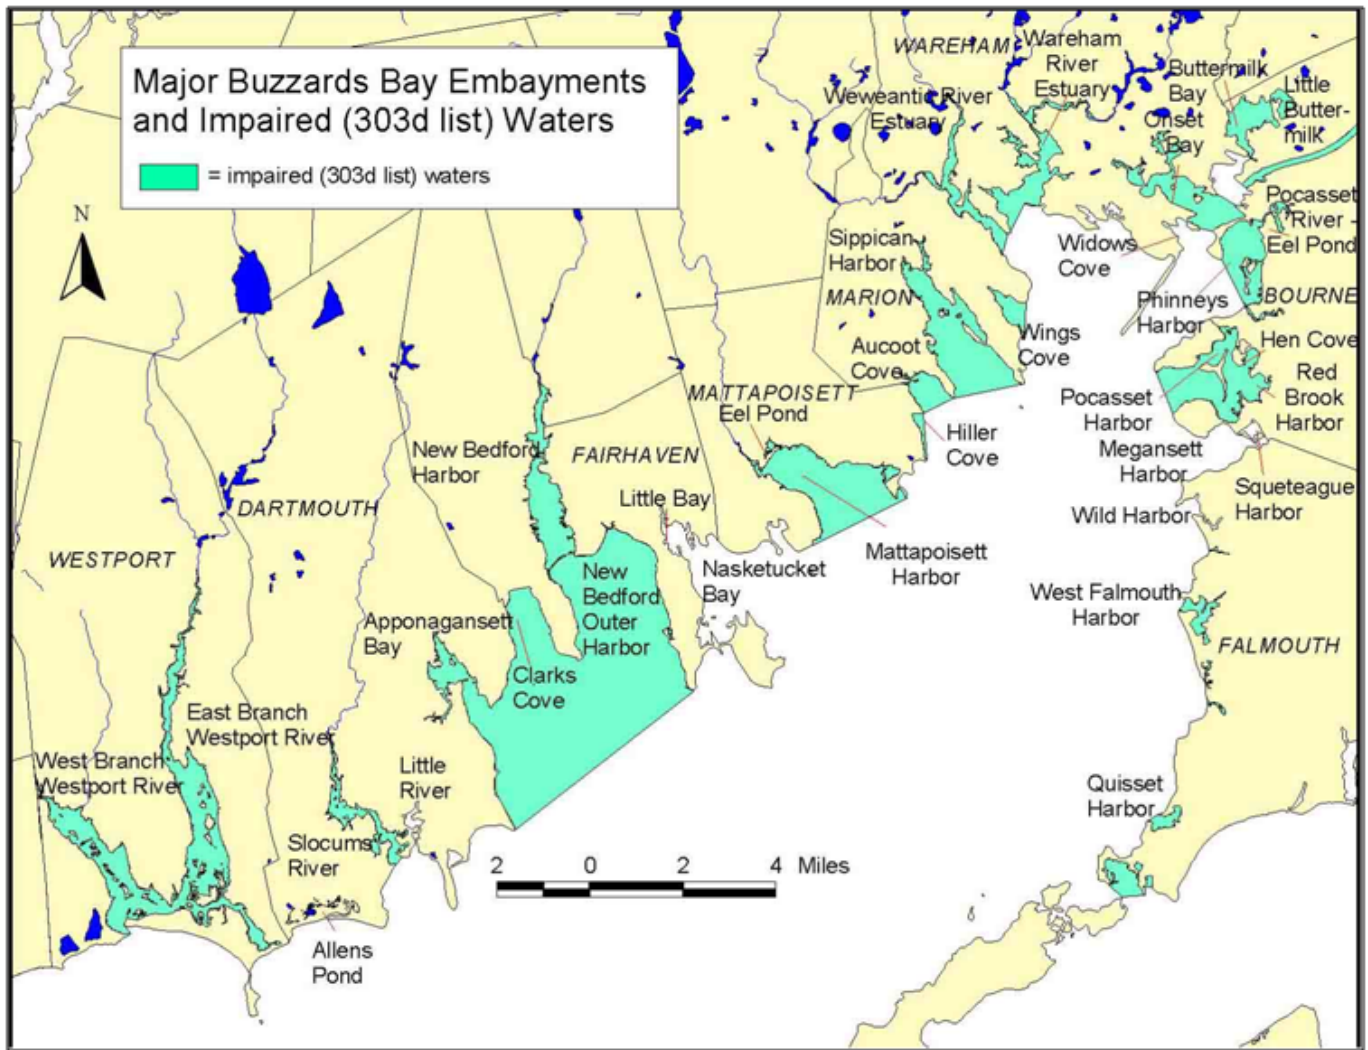 Major Buzzards Bay Embayments
and Impaired (303d list) Waters
= impaired (303d list) waters
N
WAREHAM
Wareham
River
Estuary
Buttermilk
Bay
Little
Butter-
milk
Weweantic River
Estuary
Onset
Bay
Pocasset
River
Eel Pond
Widows
Cove
Sippican
Harbor
MARION
Phinneys
Harbor
BOURNE
Wings
Cove
Hen Cove
Aucoot
Cove
Red
Brook
Harbor
MATTAPOISETT
Eel Pond
Pocasset
Harbor
Hiller
Cove
Megansett
Harbor
New Bedford
Harbor
FAIRHAVEN
Little Bay
Squeteague
Harbor
Wild Harbor
DARTMOUTH
WESTPORT
Mattapoisett
Harbor
Nasketucket
Bay
New
Bedford
Outer
Harbor
West Falmouth
Harbor
Apponagansett
Bay
FALMOUTH
Clarks
Cove
East Branch
Westport River
West Branch
Westport River
Little
River
Quisset
Harbor
Slocums
River
2 0 2 4 Miles
Allens
Pond